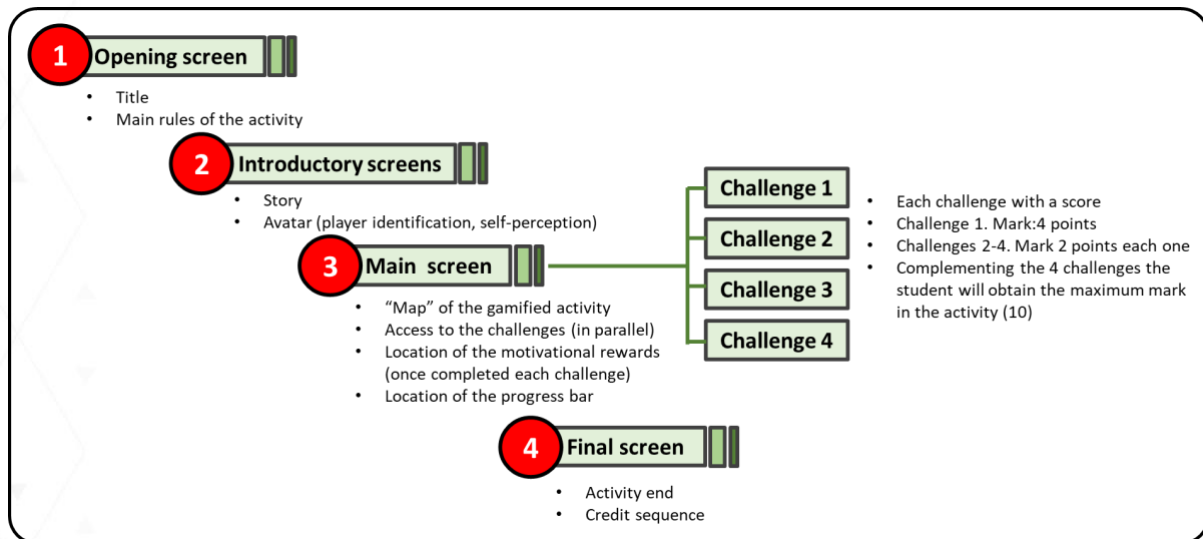 1 Opening screen
• Title
• Main rules of the activity
2 Introductory screens
• Story
• Avatar (player identification, self-perception)
3 Main screen
• “Map” of the gamified activity
• Access to the challenges (in parallel)
• Location of the motivational rewards
(once completed each challenge)
• Location of the progress bar
Challenge 1
Challenge 2
Challenge 3
Challenge 4
• Each challenge with a score
• Challenge 1. Mark:4 points
• Challenges 2-4. Mark 2 points each one
• Complementing the 4 challenges the
student will obtain the maximum mark
in the activity (10)
4 Final screen
• Activity end
• Credit sequence